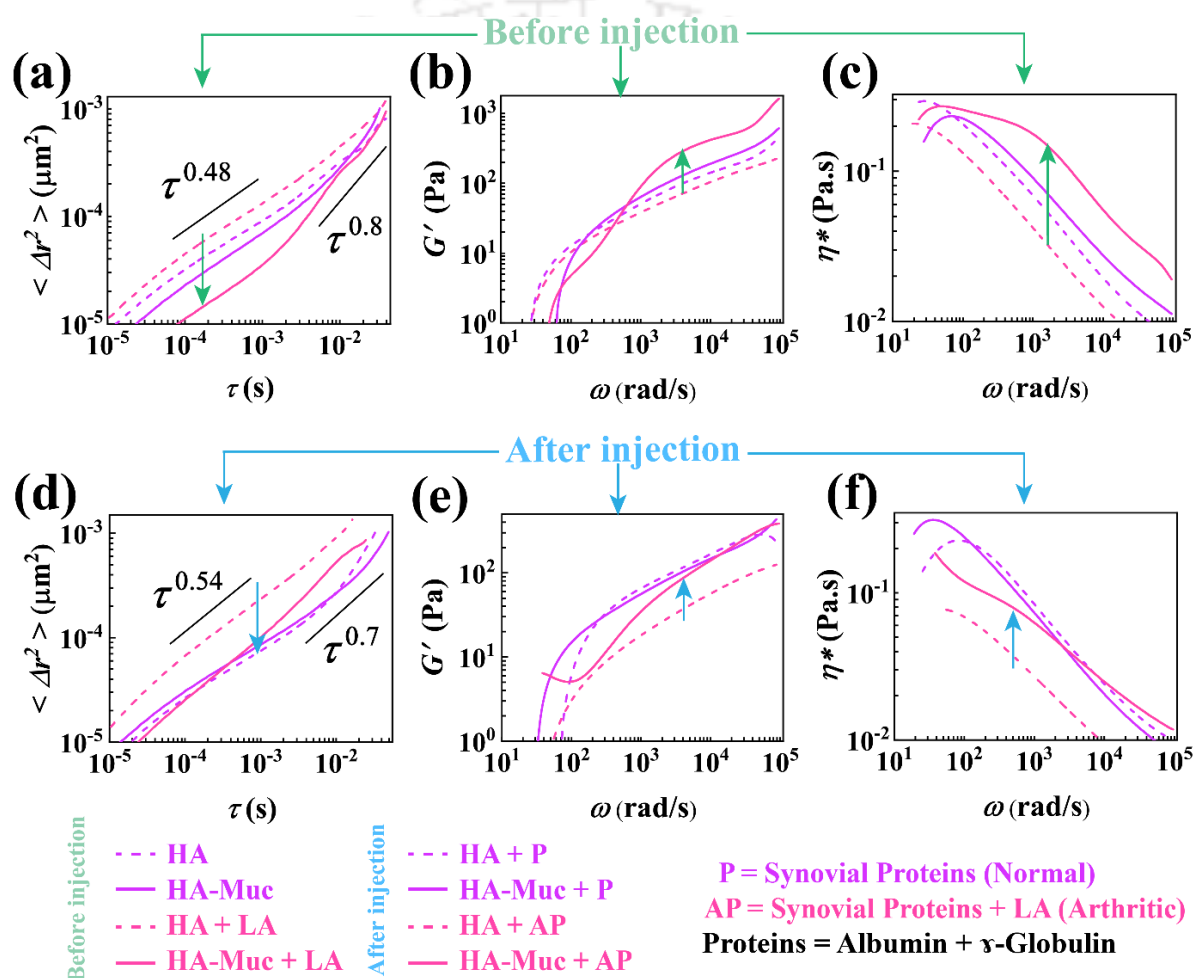 Before injection
(a)
(b)
(c)
< Δr² > (μm²)
10⁻³
10⁻⁴
10⁻⁵
τ^0.48
τ^0.8
10⁻⁵ 10⁻⁴ 10⁻³ 10⁻²
τ (s)
G′ (Pa)
10³
10²
10¹
10⁰
10¹ 10² 10³ 10⁴ 10⁵
ω (rad/s)
η* (Pa.s)
10⁻¹
10⁻²
10¹ 10² 10³ 10⁴ 10⁵
ω (rad/s)
After injection
(d)
(e)
(f)
< Δr² > (μm²)
10⁻³
10⁻⁴
10⁻⁵
τ^0.54
τ^0.7
10⁻⁵ 10⁻⁴ 10⁻³ 10⁻²
τ (s)
G′ (Pa)
10²
10¹
10⁰
10¹ 10² 10³ 10⁴ 10⁵
ω (rad/s)
η* (Pa.s)
10⁻¹
10⁻²
10¹ 10² 10³ 10⁴ 10⁵
ω (rad/s)
Before injection
HA
HA-Muc
HA + LA
HA-Muc + LA
After injection
HA + P
HA-Muc + P
HA + AP
HA-Muc + AP
P = Synovial Proteins (Normal)
AP = Synovial Proteins + LA (Arthritic)
Proteins = Albumin + ɤ-Globulin